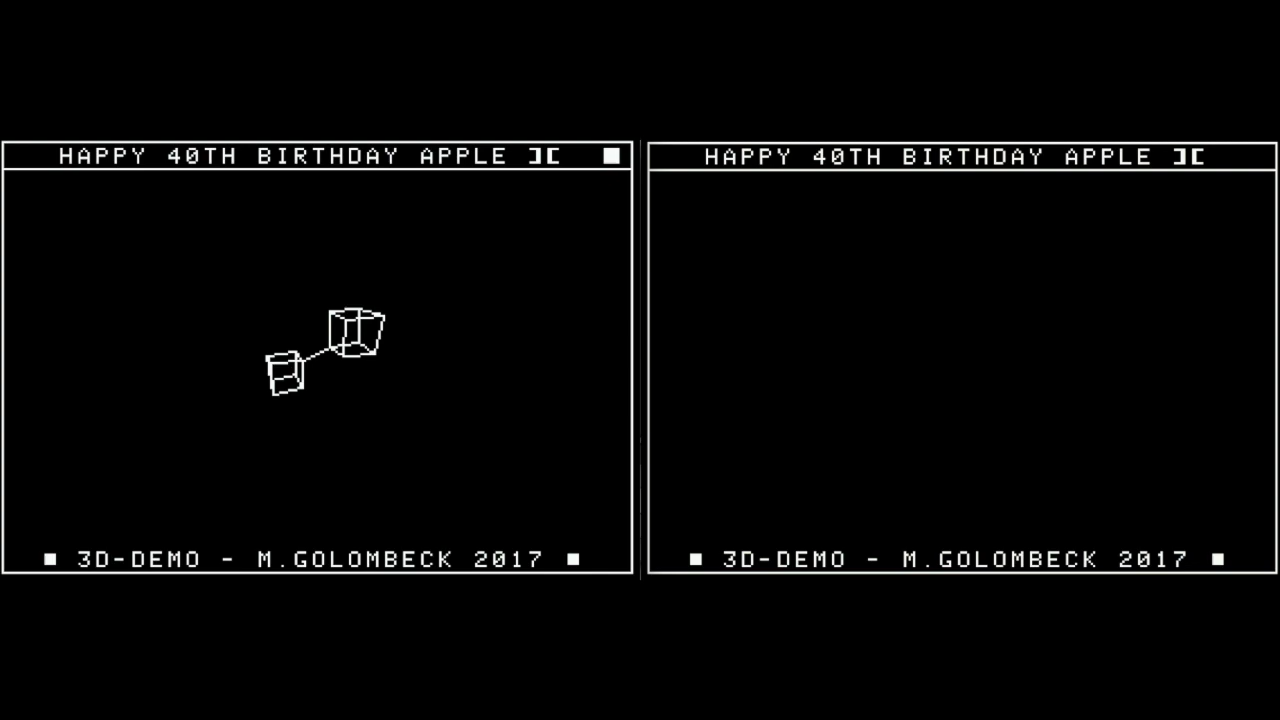 HAPPY 40TH BIRTHDAY APPLE ][
HAPPY 40TH BIRTHDAY APPLE ][
■ 3D-DEMO - M.GOLOMBECK 2017 ■
■ 3D-DEMO - M.GOLOMBECK 2017 ■